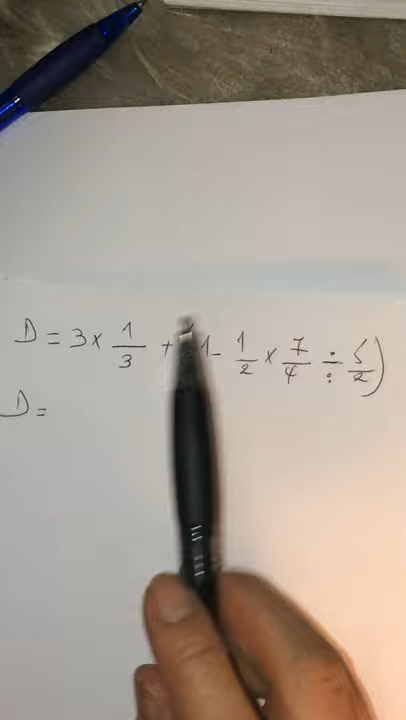 D = 3 × 1/3 + (1 - 1/2 × 7/4 ÷ 5/2)
D =